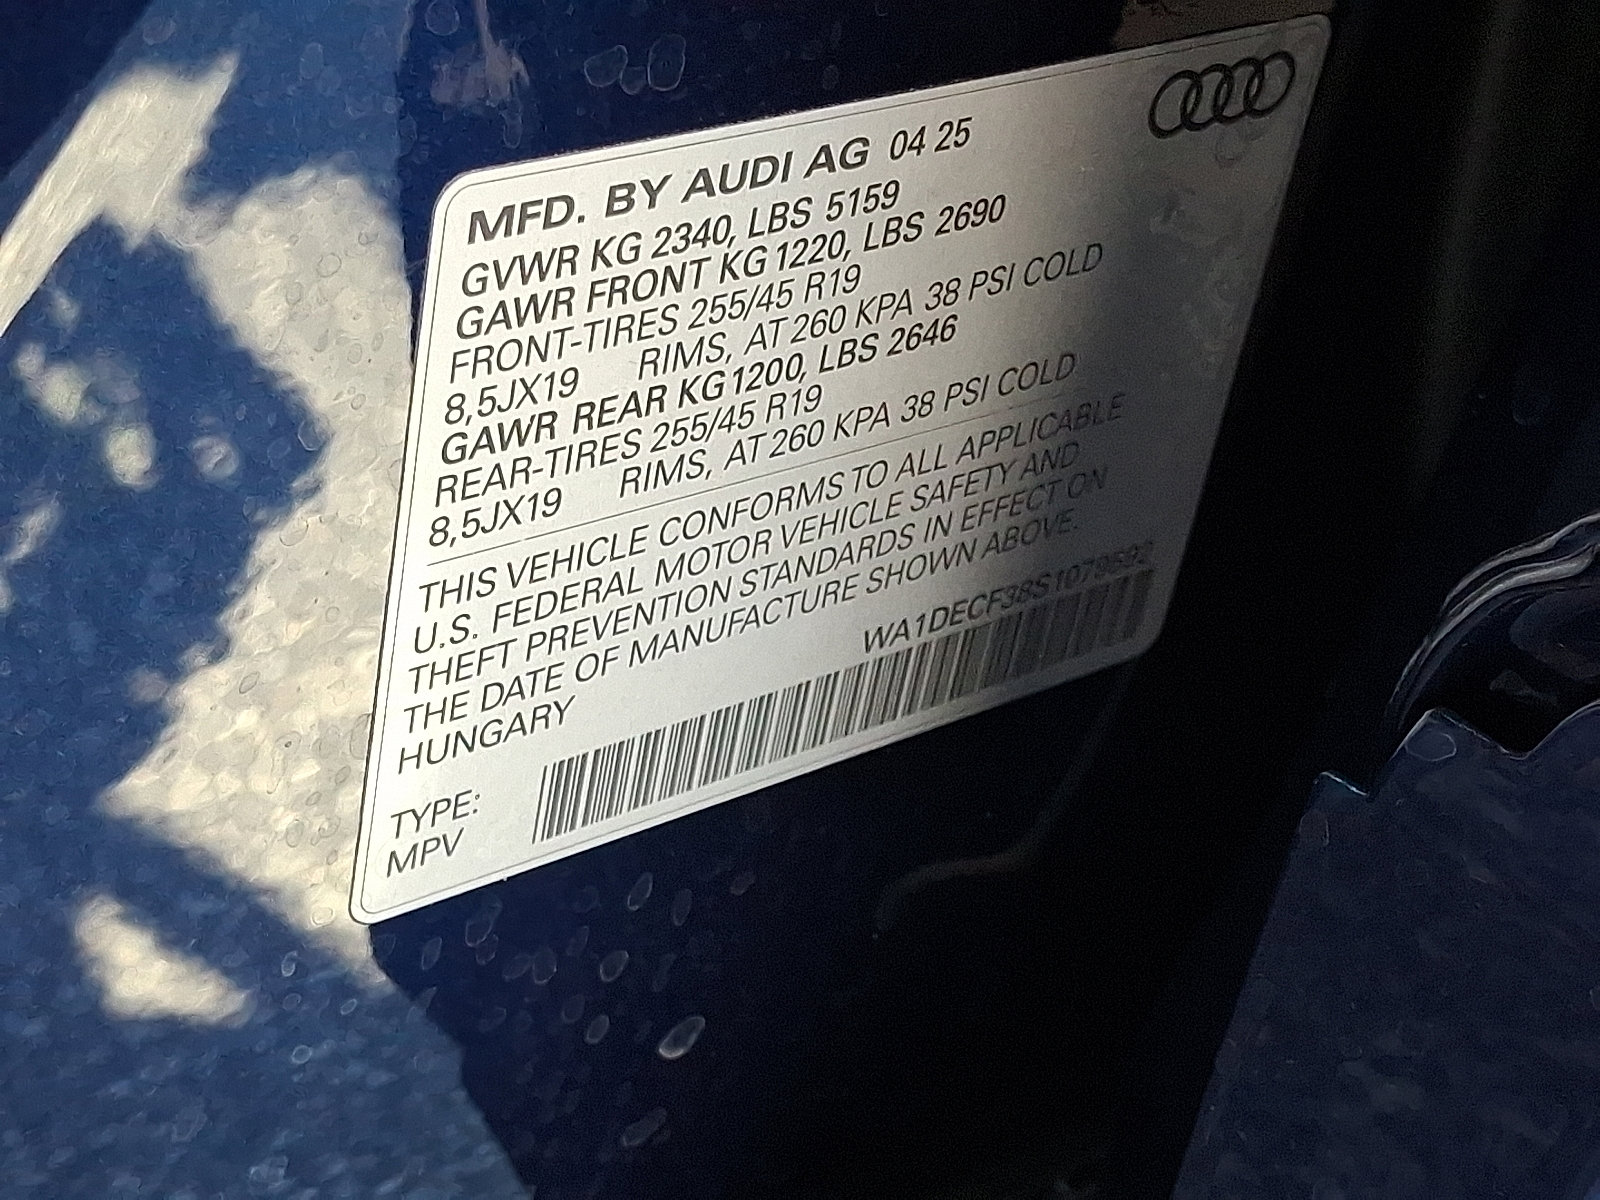 MFD. BY AUDI AG 04 25
GVWR KG 2340, LBS 5159
GAWR FRONT KG 1220, LBS 2690
FRONT-TIRES 255/45 R19
8,5JX19 RIMS, AT 260 KPA 38 PSI COLD
GAWR REAR KG 1200, LBS 2646
REAR-TIRES 255/45 R19
8,5JX19 RIMS, AT 260 KPA 38 PSI COLD
THIS VEHICLE CONFORMS TO ALL APPLICABLE
U.S. FEDERAL MOTOR VEHICLE SAFETY AND
THEFT PREVENTION STANDARDS IN EFFECT ON
THE DATE OF MANUFACTURE SHOWN ABOVE.
HUNGARY
TYPE:
MPV